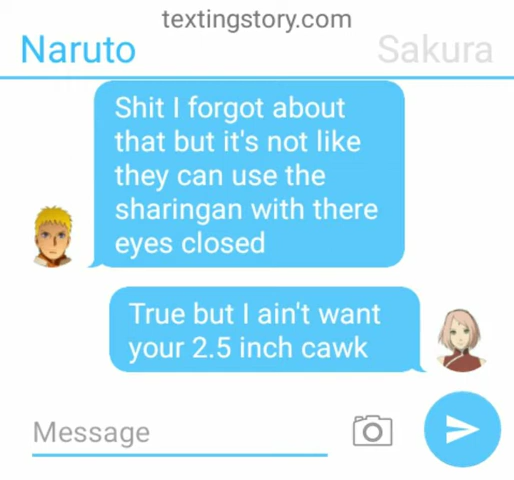 textingstory.com
Naruto
Sakura
Shit I forgot about
that but it's not like
they can use the
sharingan with there
eyes closed
True but I ain't want
your 2.5 inch cawk
Message